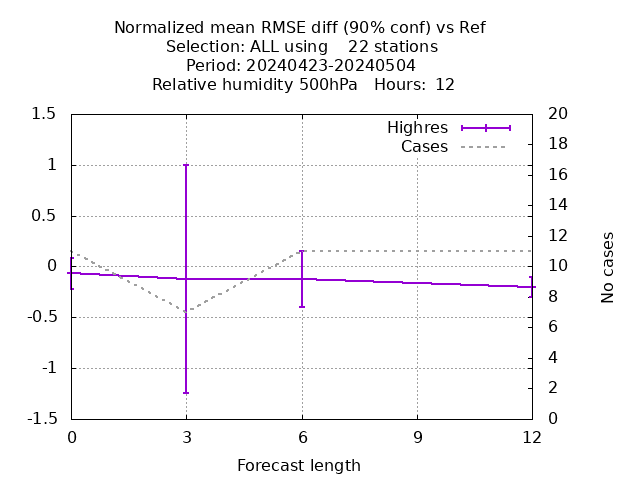 Normalized mean RMSE diff (90% conf) vs Ref
Selection: ALL using    22 stations
Period: 20240423-20240504
Relative humidity 500hPa   Hours:  12
Highres
Cases
1.5
1
0.5
0
-0.5
-1
-1.5
20
18
16
14
12
10
8
6
4
2
0
No cases
0 3 6 9 12
Forecast length